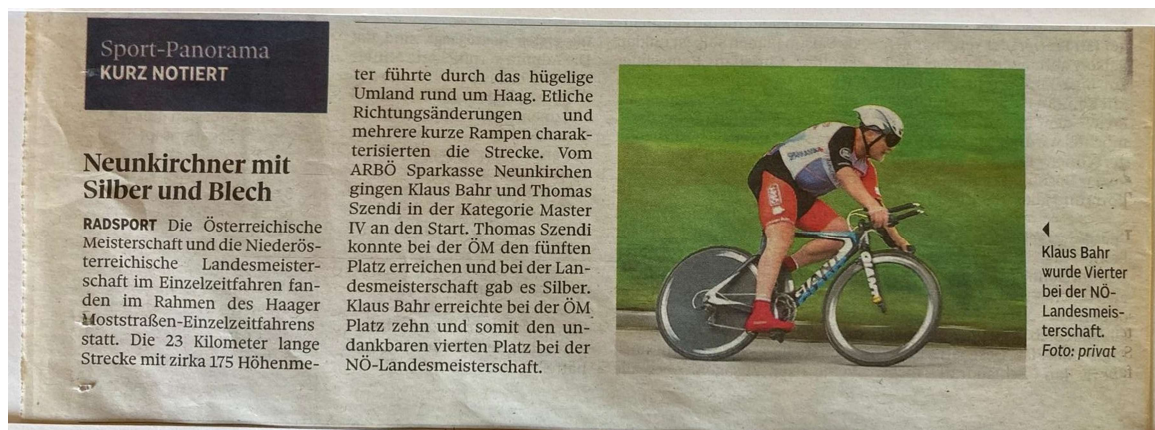 Sport-Panorama
KURZ NOTIERT
Neunkirchner mit
Silber und Blech
RADSPORT Die Österreichische
Meisterschaft und die Niederös-
terreichische Landesmeister-
schaft im Einzelzeitfahren fan-
den im Rahmen des Haager
Moststraßen-Einzelzeitfahrens
statt. Die 23 Kilometer lange
Strecke mit zirka 175 Höhenme-
ter führte durch das hügelige
Umland rund um Haag. Etliche
Richtungsänderungen und
mehrere kurze Rampen charak-
terisierten die Strecke. Vom
ARBÖ Sparkasse Neunkirchen
gingen Klaus Bahr und Thomas
Szendi in der Kategorie Master
IV an den Start. Thomas Szendi
konnte bei der ÖM den fünften
Platz erreichen und bei der Lan-
desmeisterschaft gab es Silber.
Klaus Bahr erreichte bei der ÖM
Platz zehn und somit den un-
dankbaren vierten Platz bei der
NÖ-Landesmeisterschaft.
GIANT
GIANT
Klaus Bahr
wurde Vierter
bei der NÖ-
Landesmeis-
terschaft.
Foto: privat